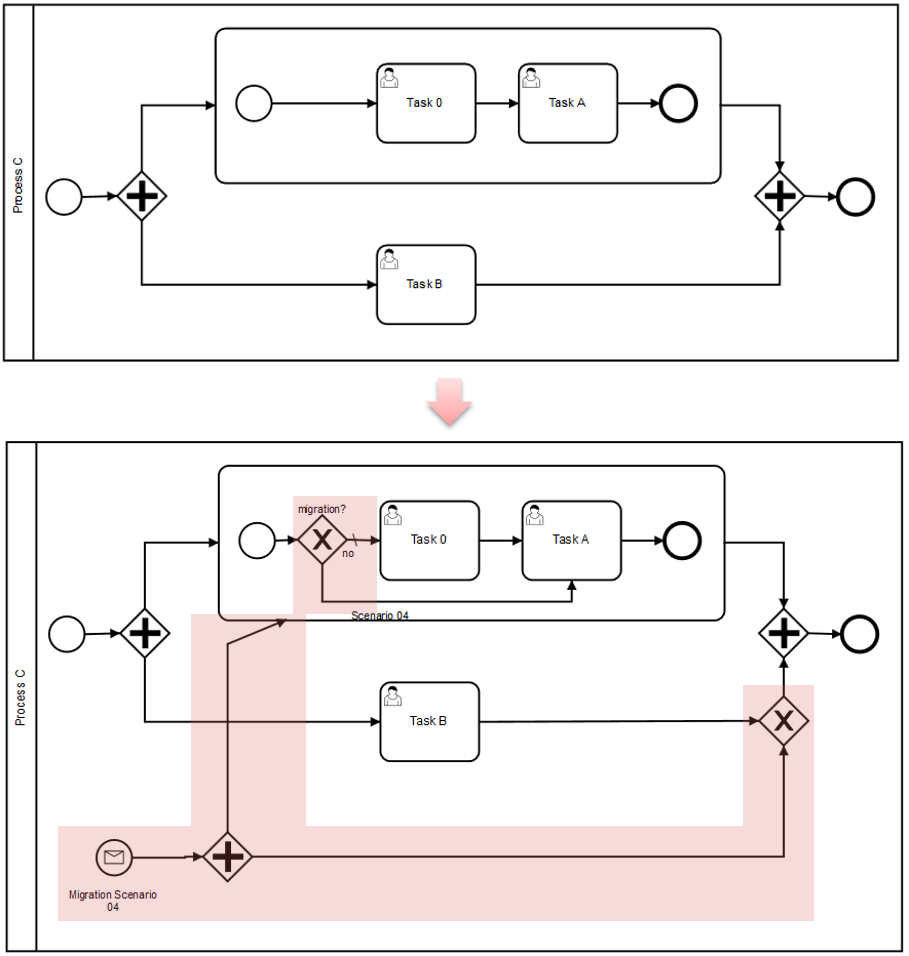 Process C
Task 0
Task A
Task B
Process C
migration?
no
Task 0
Task A
Scenario 04
Task B
Migration Scenario
04